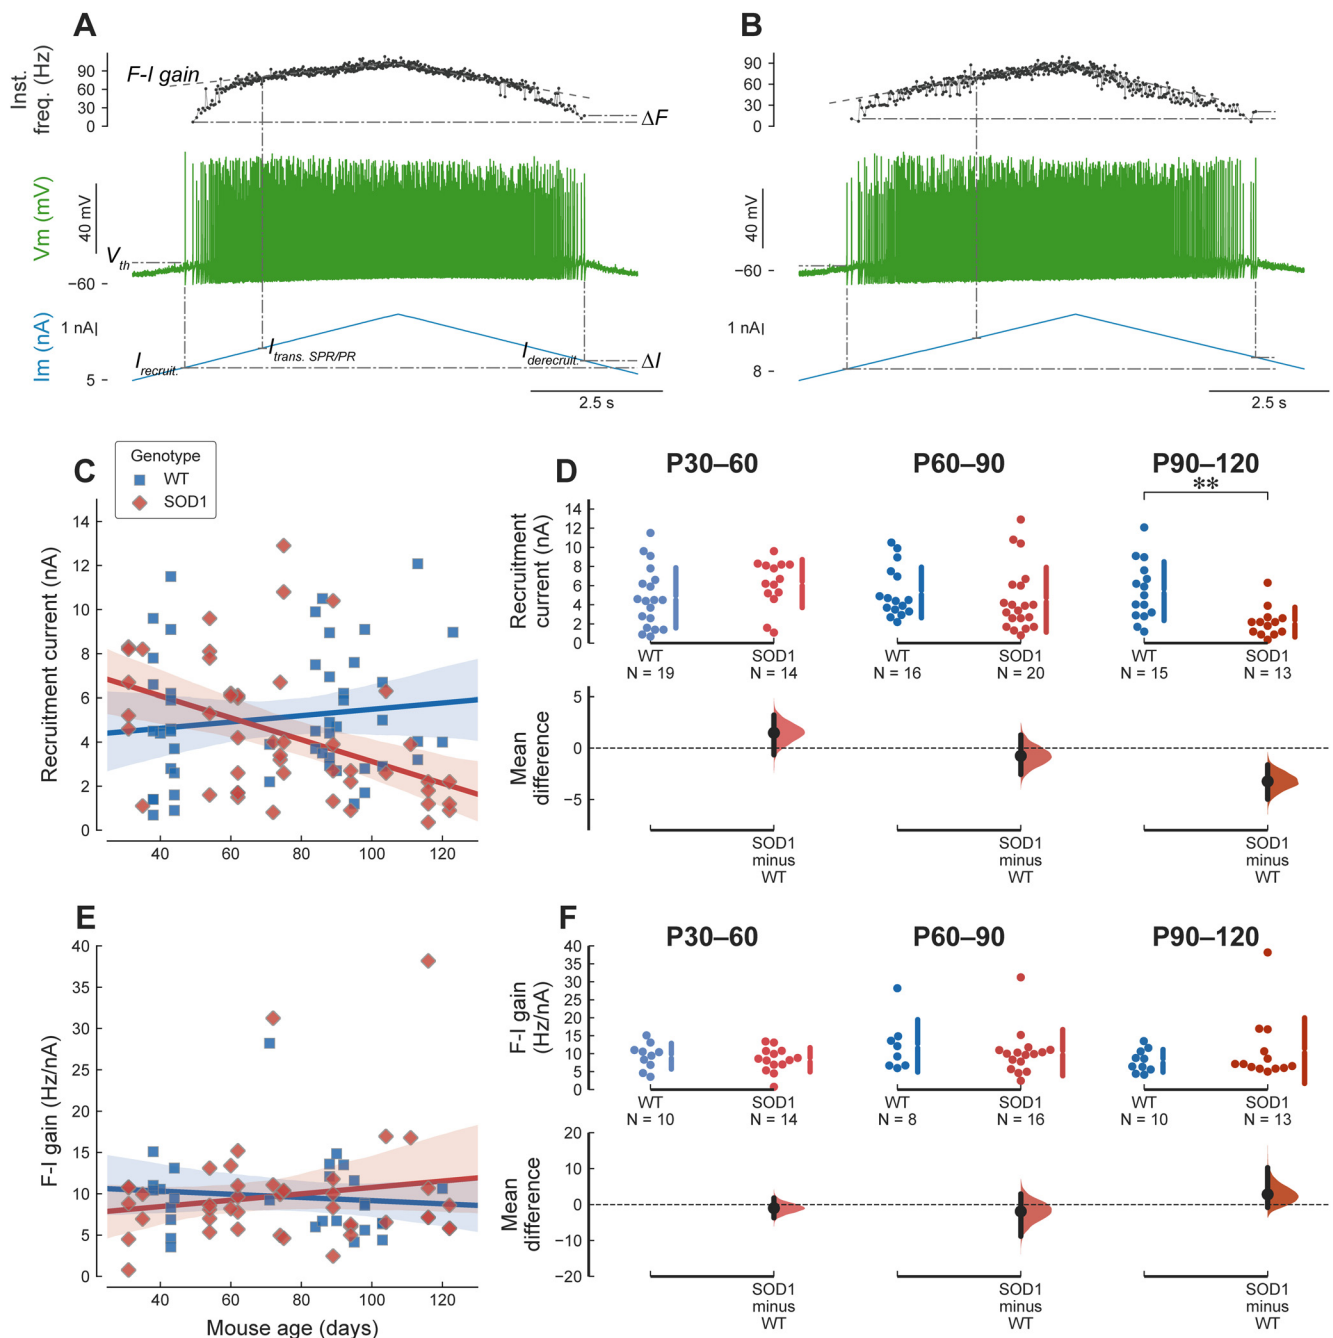 A
B
Inst.
freq. (Hz)
90
60
30
0
F-I gain
ΔF
90
60
30
0
Vm (mV)
40 mV
Vth
−60
40 mV
−60
Im (nA)
1 nA
5
Irecruit.
Itrans. SPR/PR
Iderecruit.
ΔI
2.5 s
1 nA
8
2.5 s
C
Genotype
WT
SOD1
Recruitment current (nA)
14
12
10
8
6
4
2
0
40
60
80
100
120
D
P30–60
P60–90
P90–120
**
Recruitment
current (nA)
14
12
10
8
6
4
2
0
WT
N = 19
SOD1
N = 14
WT
N = 16
SOD1
N = 20
WT
N = 15
SOD1
N = 13
Mean
difference
5
0
−5
SOD1
minus
WT
SOD1
minus
WT
SOD1
minus
WT
E
F-I gain (Hz/nA)
40
35
30
25
20
15
10
5
0
40
60
80
100
120
Mouse age (days)
F
P30–60
P60–90
P90–120
F-I gain
(Hz/nA)
40
35
30
25
20
15
10
5
0
WT
N = 10
SOD1
N = 14
WT
N = 8
SOD1
N = 16
WT
N = 10
SOD1
N = 13
Mean
difference
20
10
0
−10
−20
SOD1
minus
WT
SOD1
minus
WT
SOD1
minus
WT